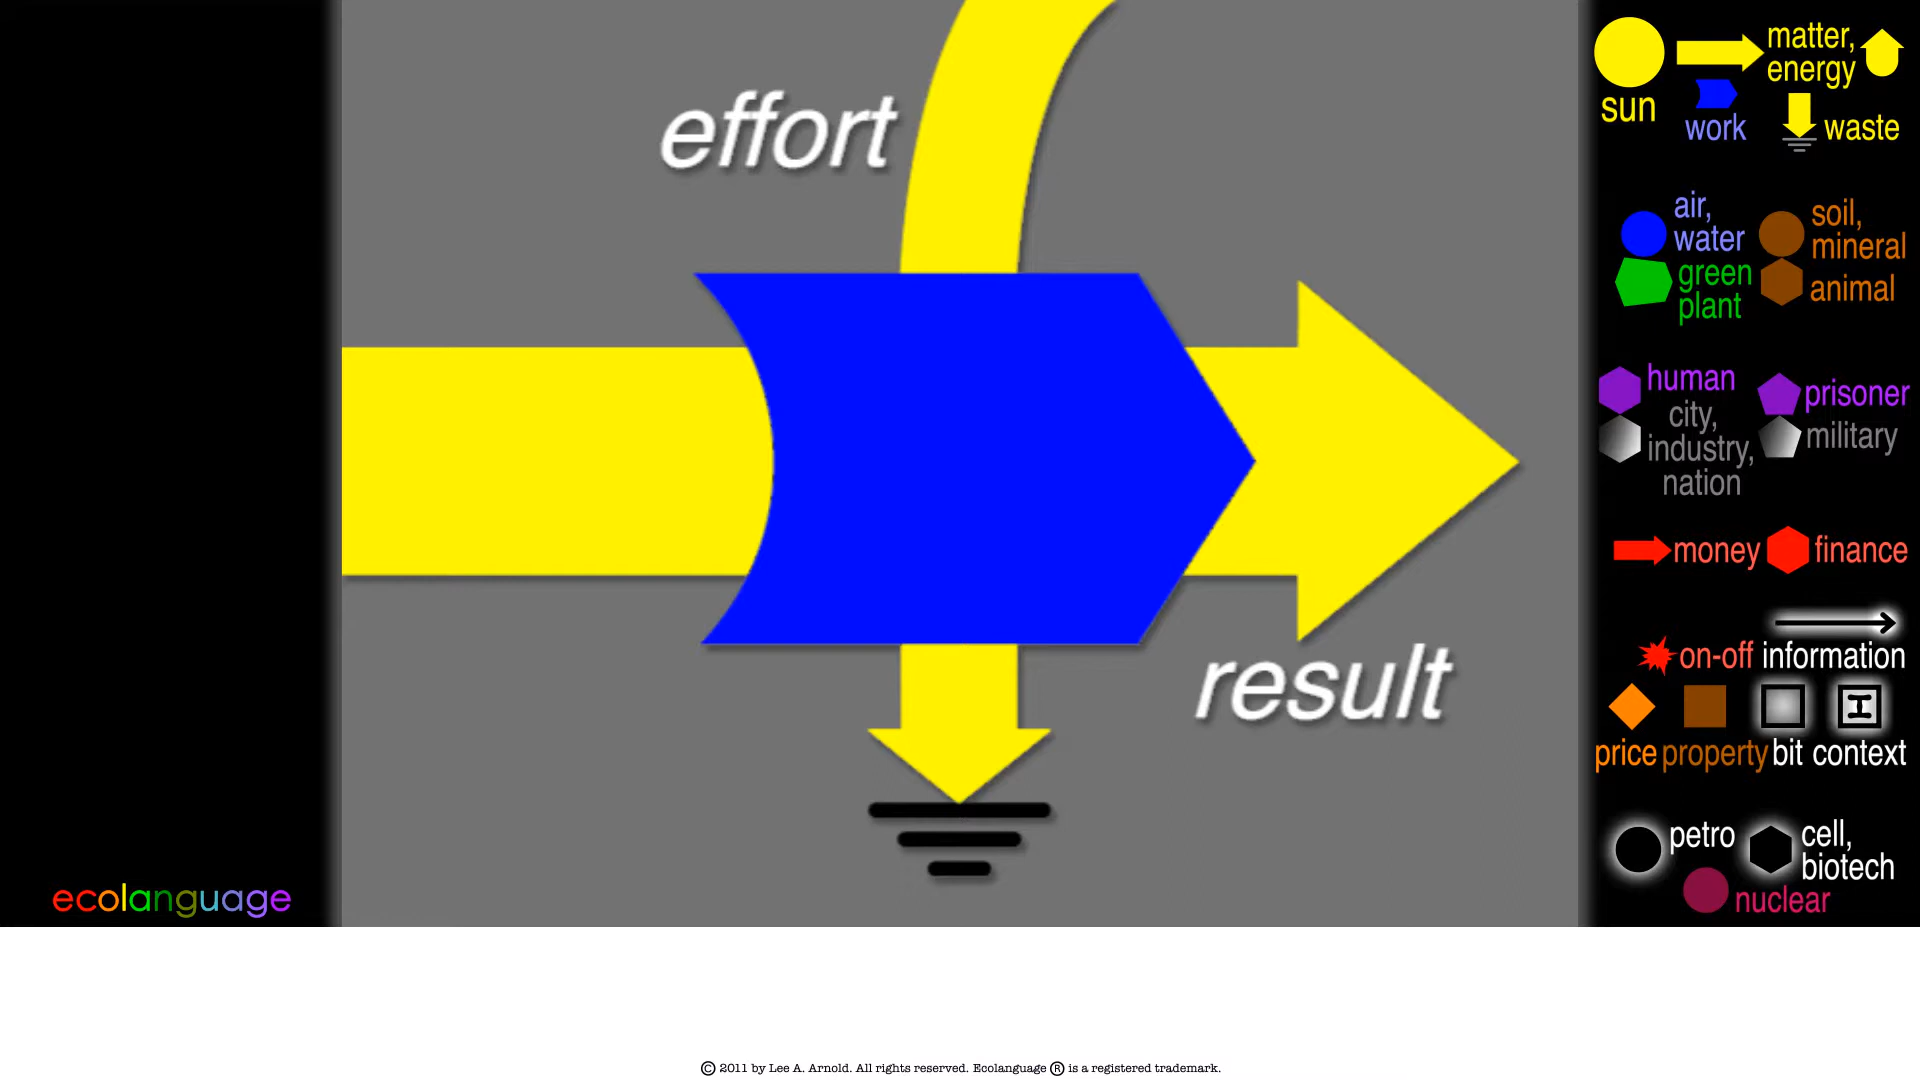 effort
result
ecolanguage
sun
matter,
energy
work
waste
air,
water
soil,
mineral
green
plant
animal
human
prisoner
city,
industry,
nation
military
money
finance
on-off
information
price
property
bit
context
petro
cell,
biotech
nuclear
© 2011 by Lee A. Arnold. All rights reserved. Ecolanguage ® is a registered trademark.